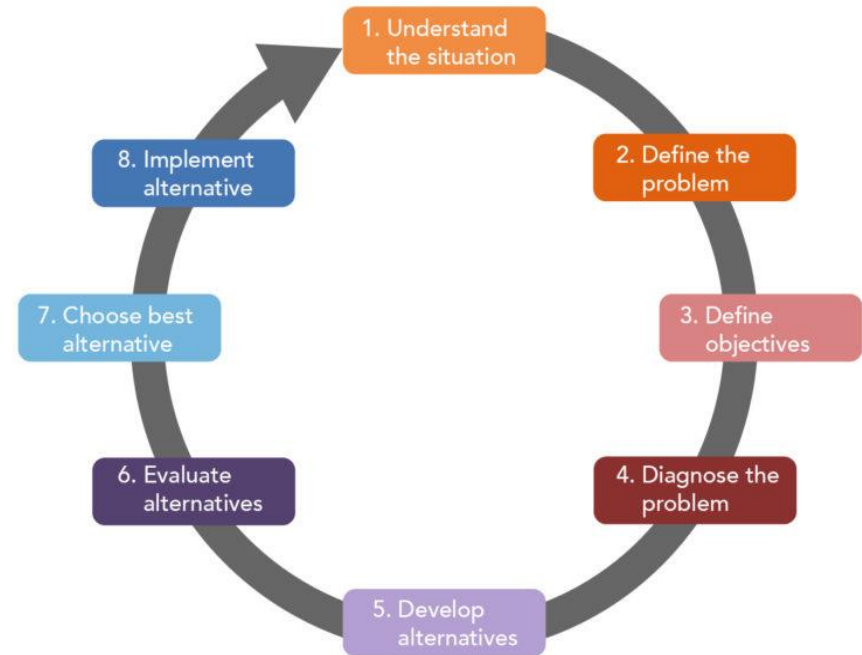 1. Understand
the situation
2. Define the
problem
3. Define
objectives
4. Diagnose the
problem
5. Develop
alternatives
6. Evaluate
alternatives
7. Choose best
alternative
8. Implement
alternative